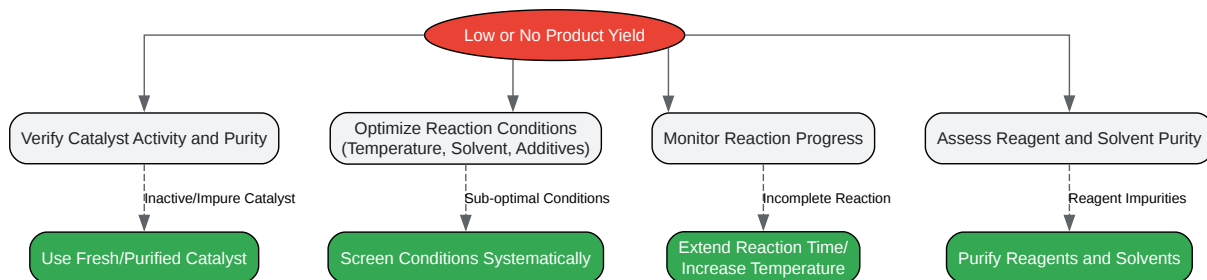 Low or No Product Yield
Verify Catalyst Activity and Purity
Optimize Reaction Conditions
(Temperature, Solvent, Additives)
Monitor Reaction Progress
Assess Reagent and Solvent Purity
Inactive/Impure Catalyst
Sub-optimal Conditions
Incomplete Reaction
Reagent Impurities
Use Fresh/Purified Catalyst
Screen Conditions Systematically
Extend Reaction Time/
Increase Temperature
Purify Reagents and Solvents